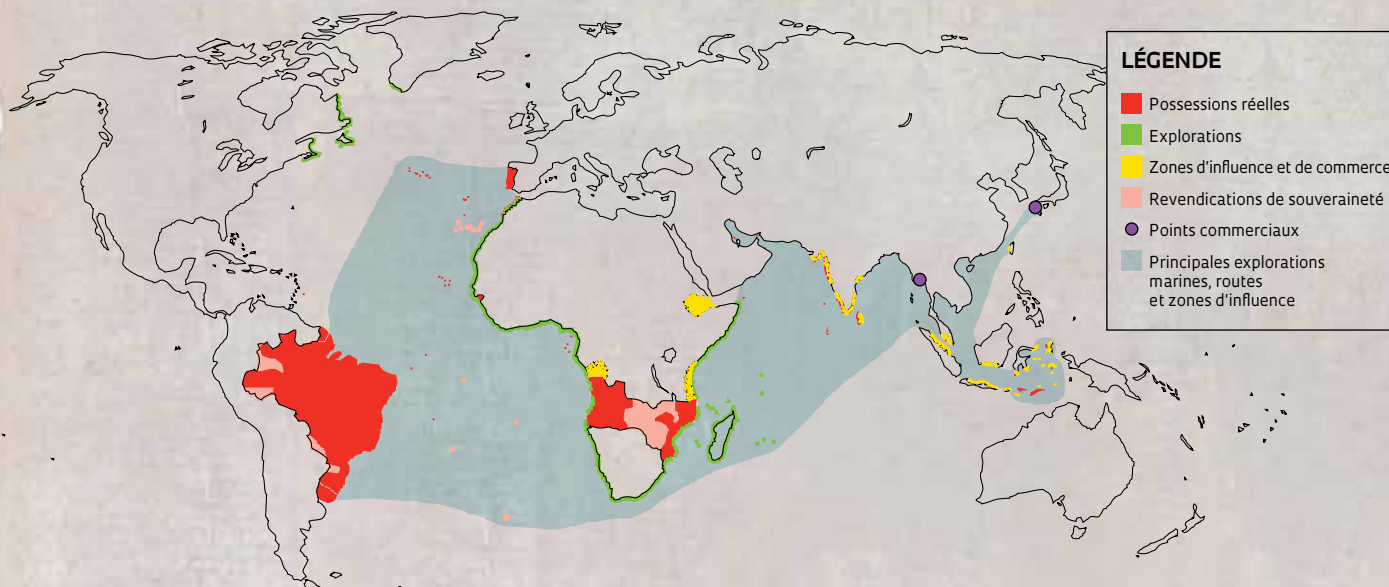 LÉGENDE
Possessions réelles
Explorations
Zones d'influence et de commerce
Revendications de souveraineté
Points commerciaux
Principales explorations
marines, routes
et zones d'influence